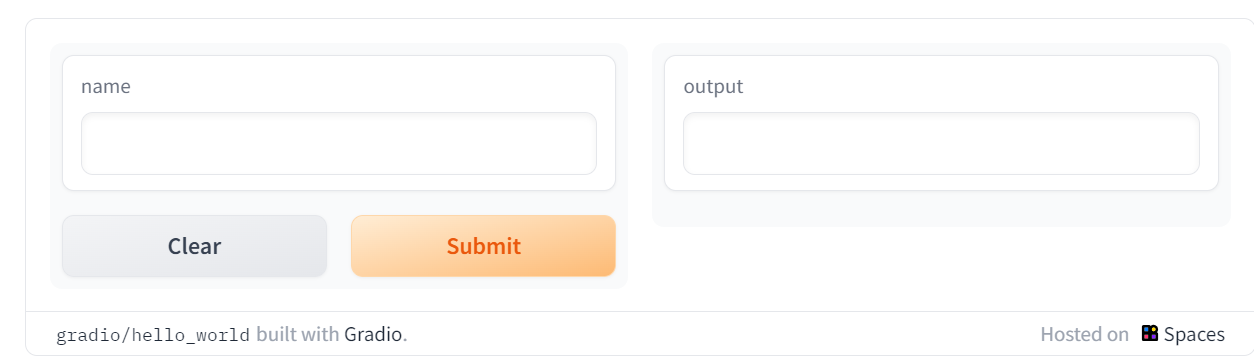 name
output
Clear
Submit
gradio/hello_world built with Gradio.
Hosted on Spaces